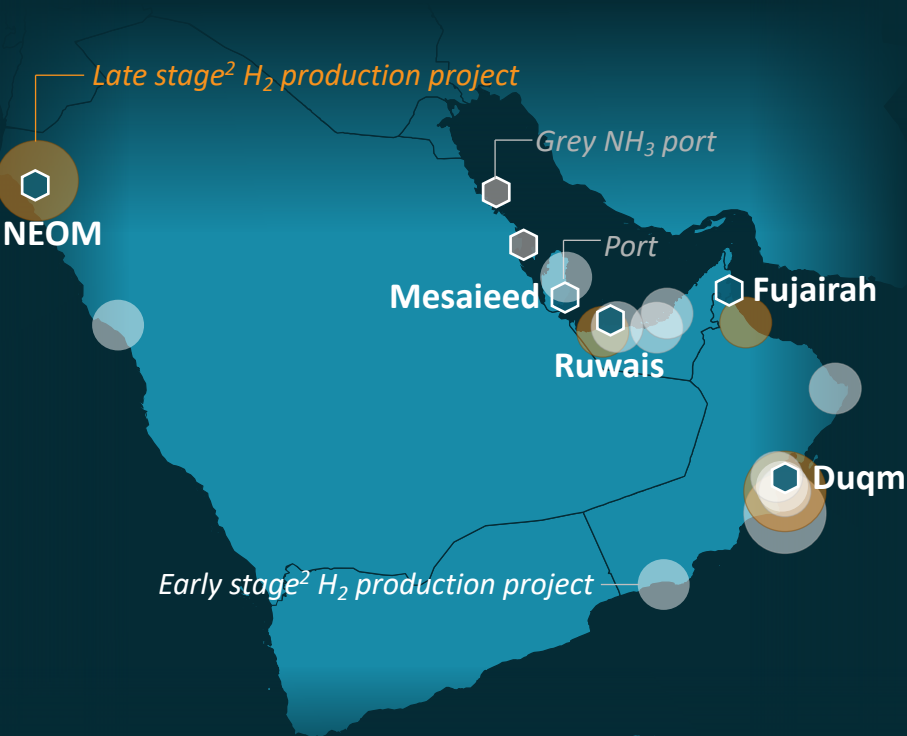 Late stage² H₂ production project
Grey NH₃ port
NEOM
Port
Mesaieed
Fujairah
Ruwais
Duqm
Early stage² H₂ production project